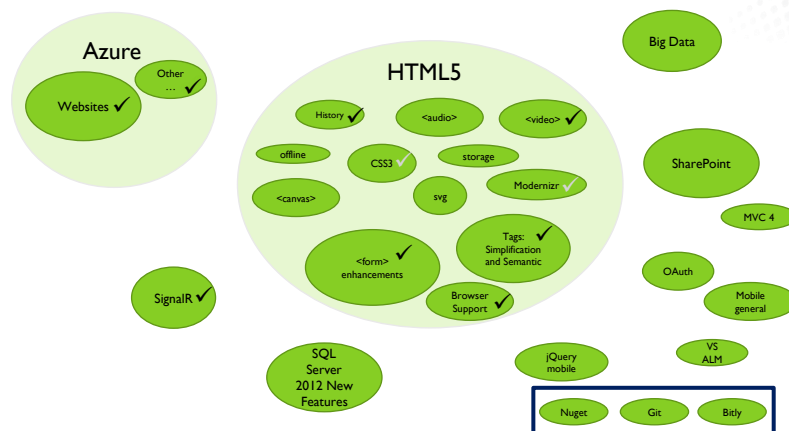 Azure
Other
…
Websites
HTML5
History
<audio>
<video>
offline
CSS3
storage
Modernizr
<canvas>
svg
<form>
enhancements
Tags:
Simplification
and Semantic
Browser
Support
Big Data
SharePoint
MVC 4
OAuth
Mobile
general
SignalR
SQL
Server
2012 New
Features
jQuery
mobile
VS
ALM
Nuget
Git
Bitly